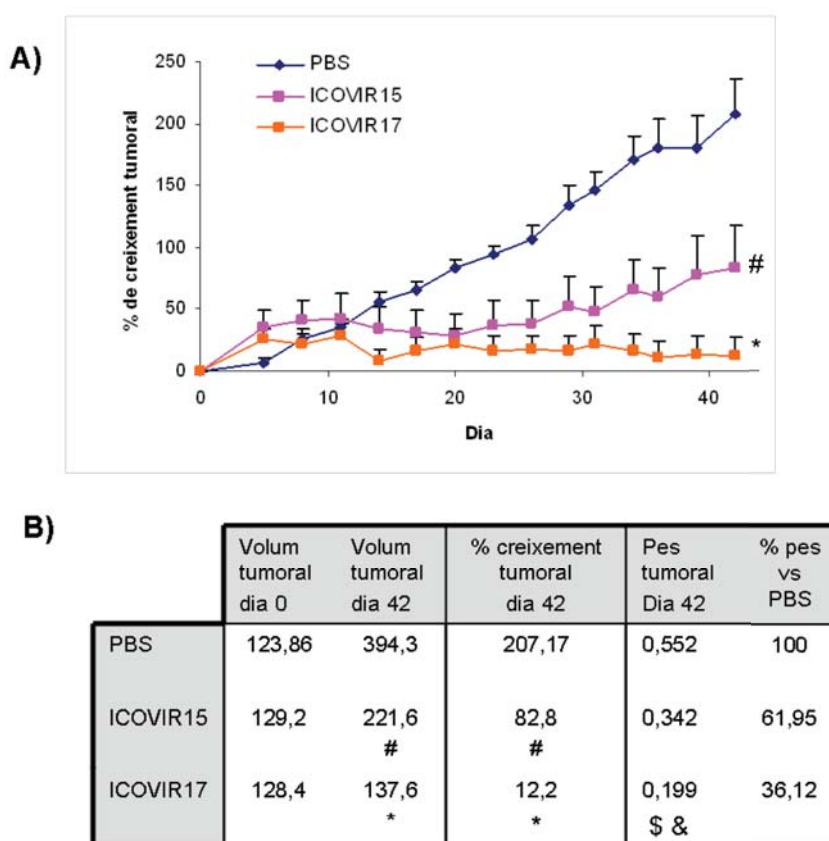 A)
% de creixement tumoral
250
200
150
100
50
0
PBS
ICOVIR15
ICOVIR17
#
*
0 10 20 30 40
Dia
B)
Volum tumoral dia 0 Volum tumoral dia 42 % creixement tumoral dia 42 Pes tumoral Dia 42 % pes vs PBS
PBS 123,86 394,3 207,17 0,552 100
ICOVIR15 129,2 221,6 82,8 0,342 61,95
# #
ICOVIR17 128,4 137,6 12,2 0,199 36,12
* * $ &